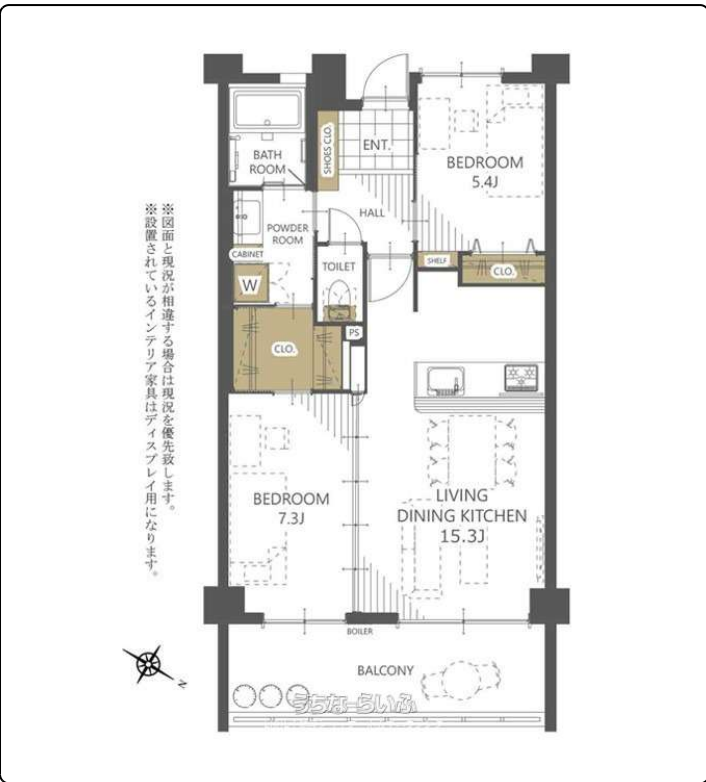 ENT.
SHOES CLO.
BATH
ROOM
BEDROOM
5.4J
HALL
POWDER
ROOM
CABINET
TOILET
SHELF
CLO.
W
PS
CLO.
BEDROOM
7.3J
LIVING
DINING KITCHEN
15.3J
BOILER
BALCONY
N
うちなーらいふ
※図面と現況が相違する場合は現況を優先致します。
※設置されているインテリア家具はディスプレイ用になります。